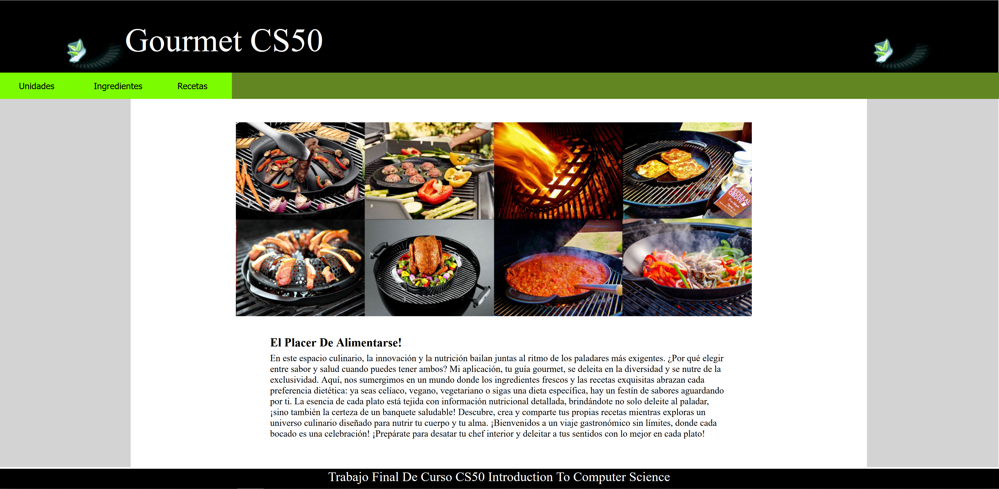 Gourmet CS50
Unidades
Ingredientes
Recetas
FEDERAL
GROVE
El Placer De Alimentarse!
En este espacio culinario, la innovación y la nutrición bailan juntas al ritmo de los paladares más exigentes. ¿Por qué elegir
entre sabor y salud cuando puedes tener ambos? Mi aplicación, tu guía gourmet, se deleita en la diversidad y se nutre de la
exclusividad. Aquí, nos sumergimos en un mundo donde los ingredientes frescos y las recetas exquisitas abrazan cada
preferencia dietética: ya seas celíaco, vegano, vegetariano o sigas una dieta específica, hay un festín de sabores aguardando
por ti. La esencia de cada plato está tejida con información nutricional detallada, brindándote no solo deleite al paladar,
¡sino también la certeza de un banquete saludable! Descubre, crea y comparte tus propias recetas mientras exploras un
universo culinario diseñado para nutrir tu cuerpo y tu alma. ¡Bienvenidos a un viaje gastronómico sin límites, donde cada
bocado es una celebración! ¡Prepárate para desatar tu chef interior y deleitar a tus sentidos con lo mejor en cada plato!
Trabajo Final De Curso CS50 Introduction To Computer Science